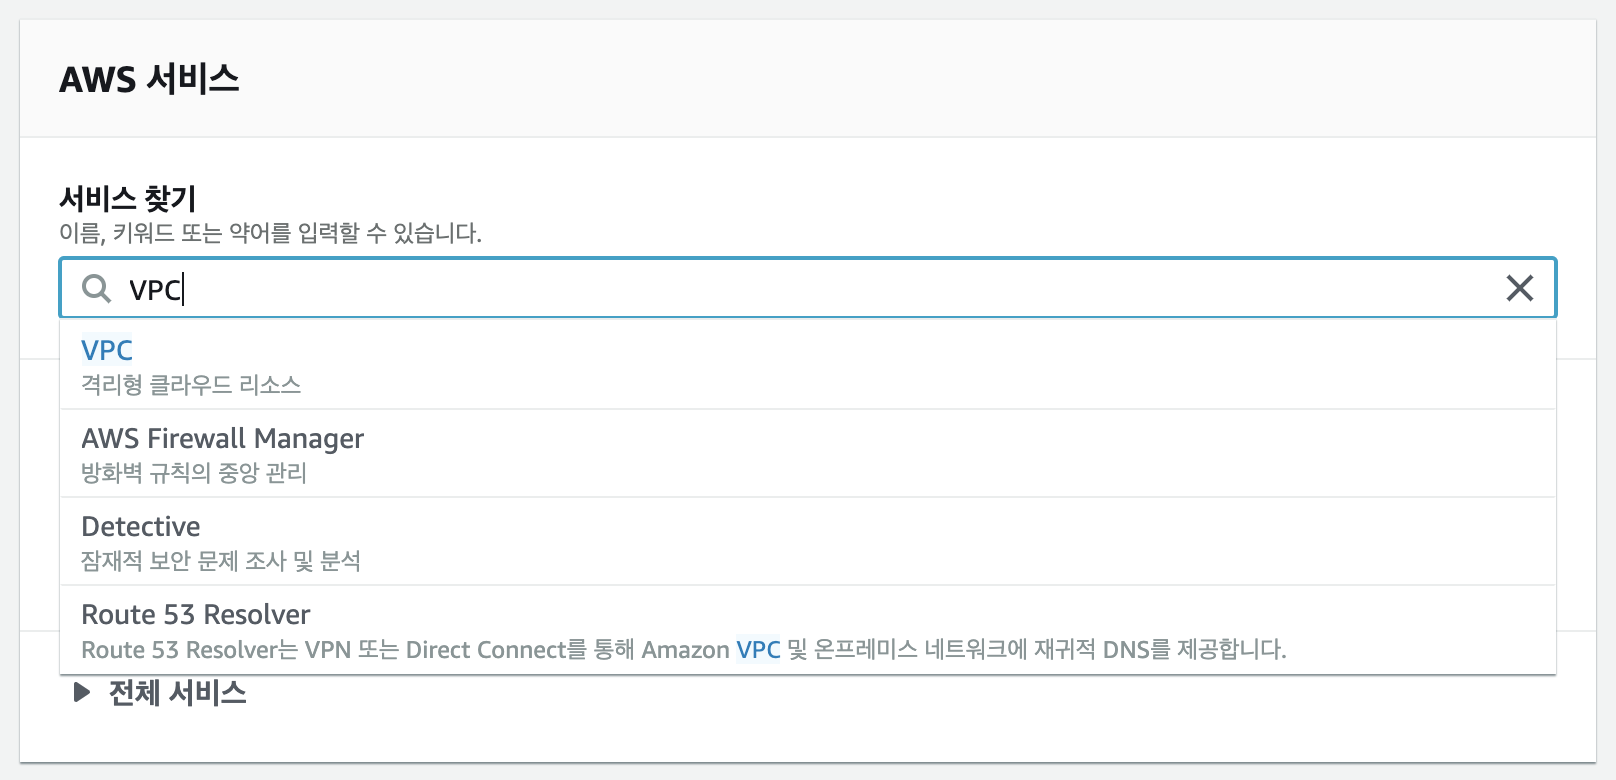 AWS 서비스
서비스 찾기
이름, 키워드 또는 약어를 입력할 수 있습니다.
VPC
VPC
격리형 클라우드 리소스
AWS Firewall Manager
방화벽 규칙의 중앙 관리
Detective
잠재적 보안 문제 조사 및 분석
Route 53 Resolver
Route 53 Resolver는 VPN 또는 Direct Connect를 통해 Amazon VPC 및 온프레미스 네트워크에 재귀적 DNS를 제공합니다.
전체 서비스